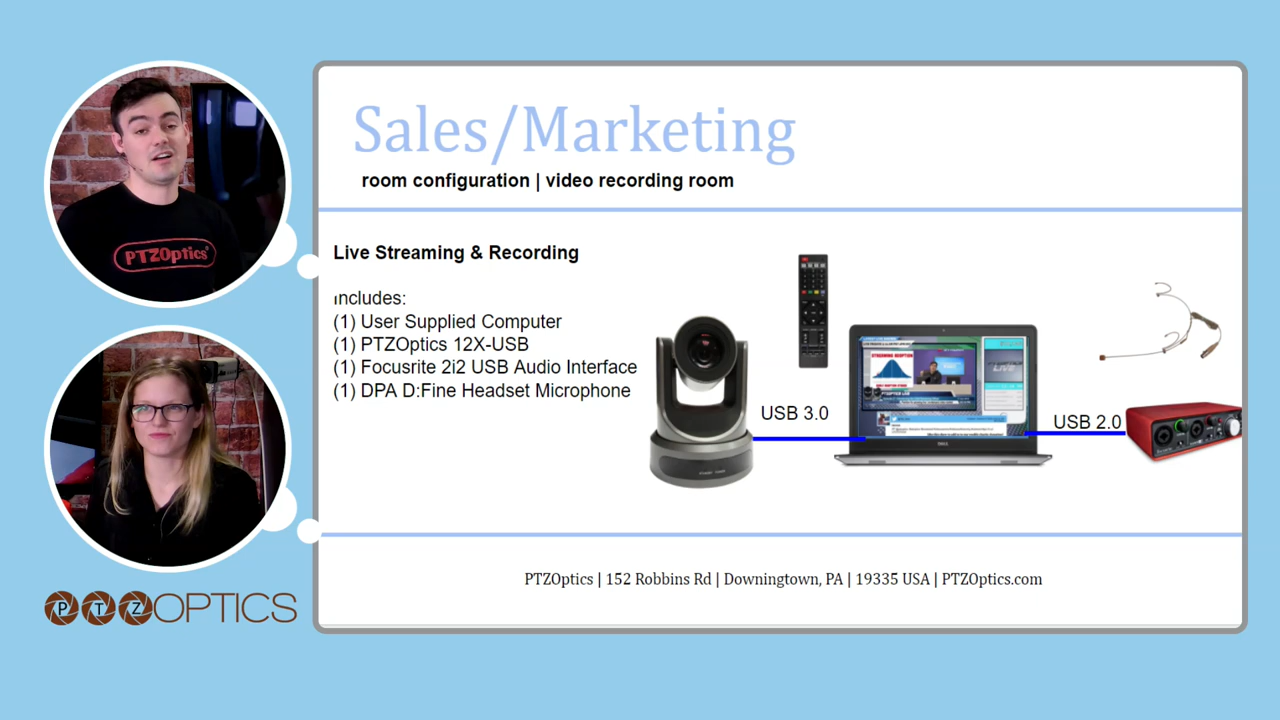 Sales/Marketing
room configuration | video recording room
Live Streaming & Recording
Includes:
(1) User Supplied Computer
(1) PTZOptics 12X-USB
(1) Focusrite 2i2 USB Audio Interface
(1) DPA D:Fine Headset Microphone
USB 3.0
USB 2.0
PTZOptics
PTZOPTICS
PTZOptics | 152 Robbins Rd | Downingtown, PA | 19335 USA | PTZOptics.com